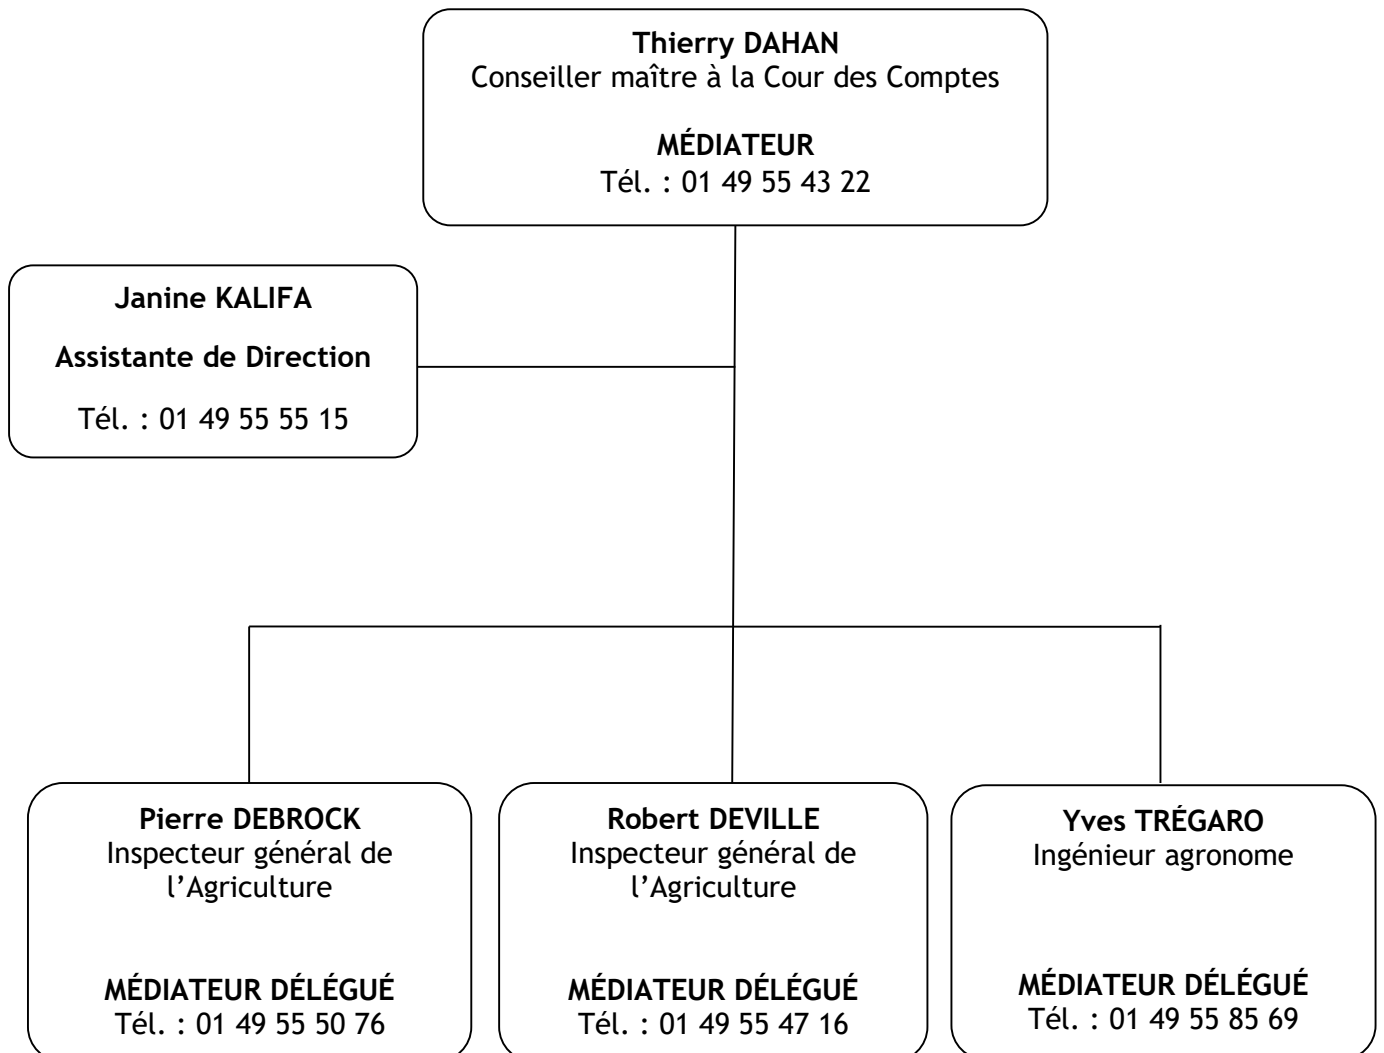 Thierry DAHAN
Conseiller maître à la Cour des Comptes
MÉDIATEUR
Tél. : 01 49 55 43 22
Janine KALIFA
Assistante de Direction
Tél. : 01 49 55 55 15
Pierre DEBROCK
Inspecteur général de
l’Agriculture
MÉDIATEUR DÉLÉGUÉ
Tél. : 01 49 55 50 76
Robert DEVILLE
Inspecteur général de
l’Agriculture
MÉDIATEUR DÉLÉGUÉ
Tél. : 01 49 55 47 16
Yves TRÉGARO
Ingénieur agronome
MÉDIATEUR DÉLÉGUÉ
Tél. : 01 49 55 85 69